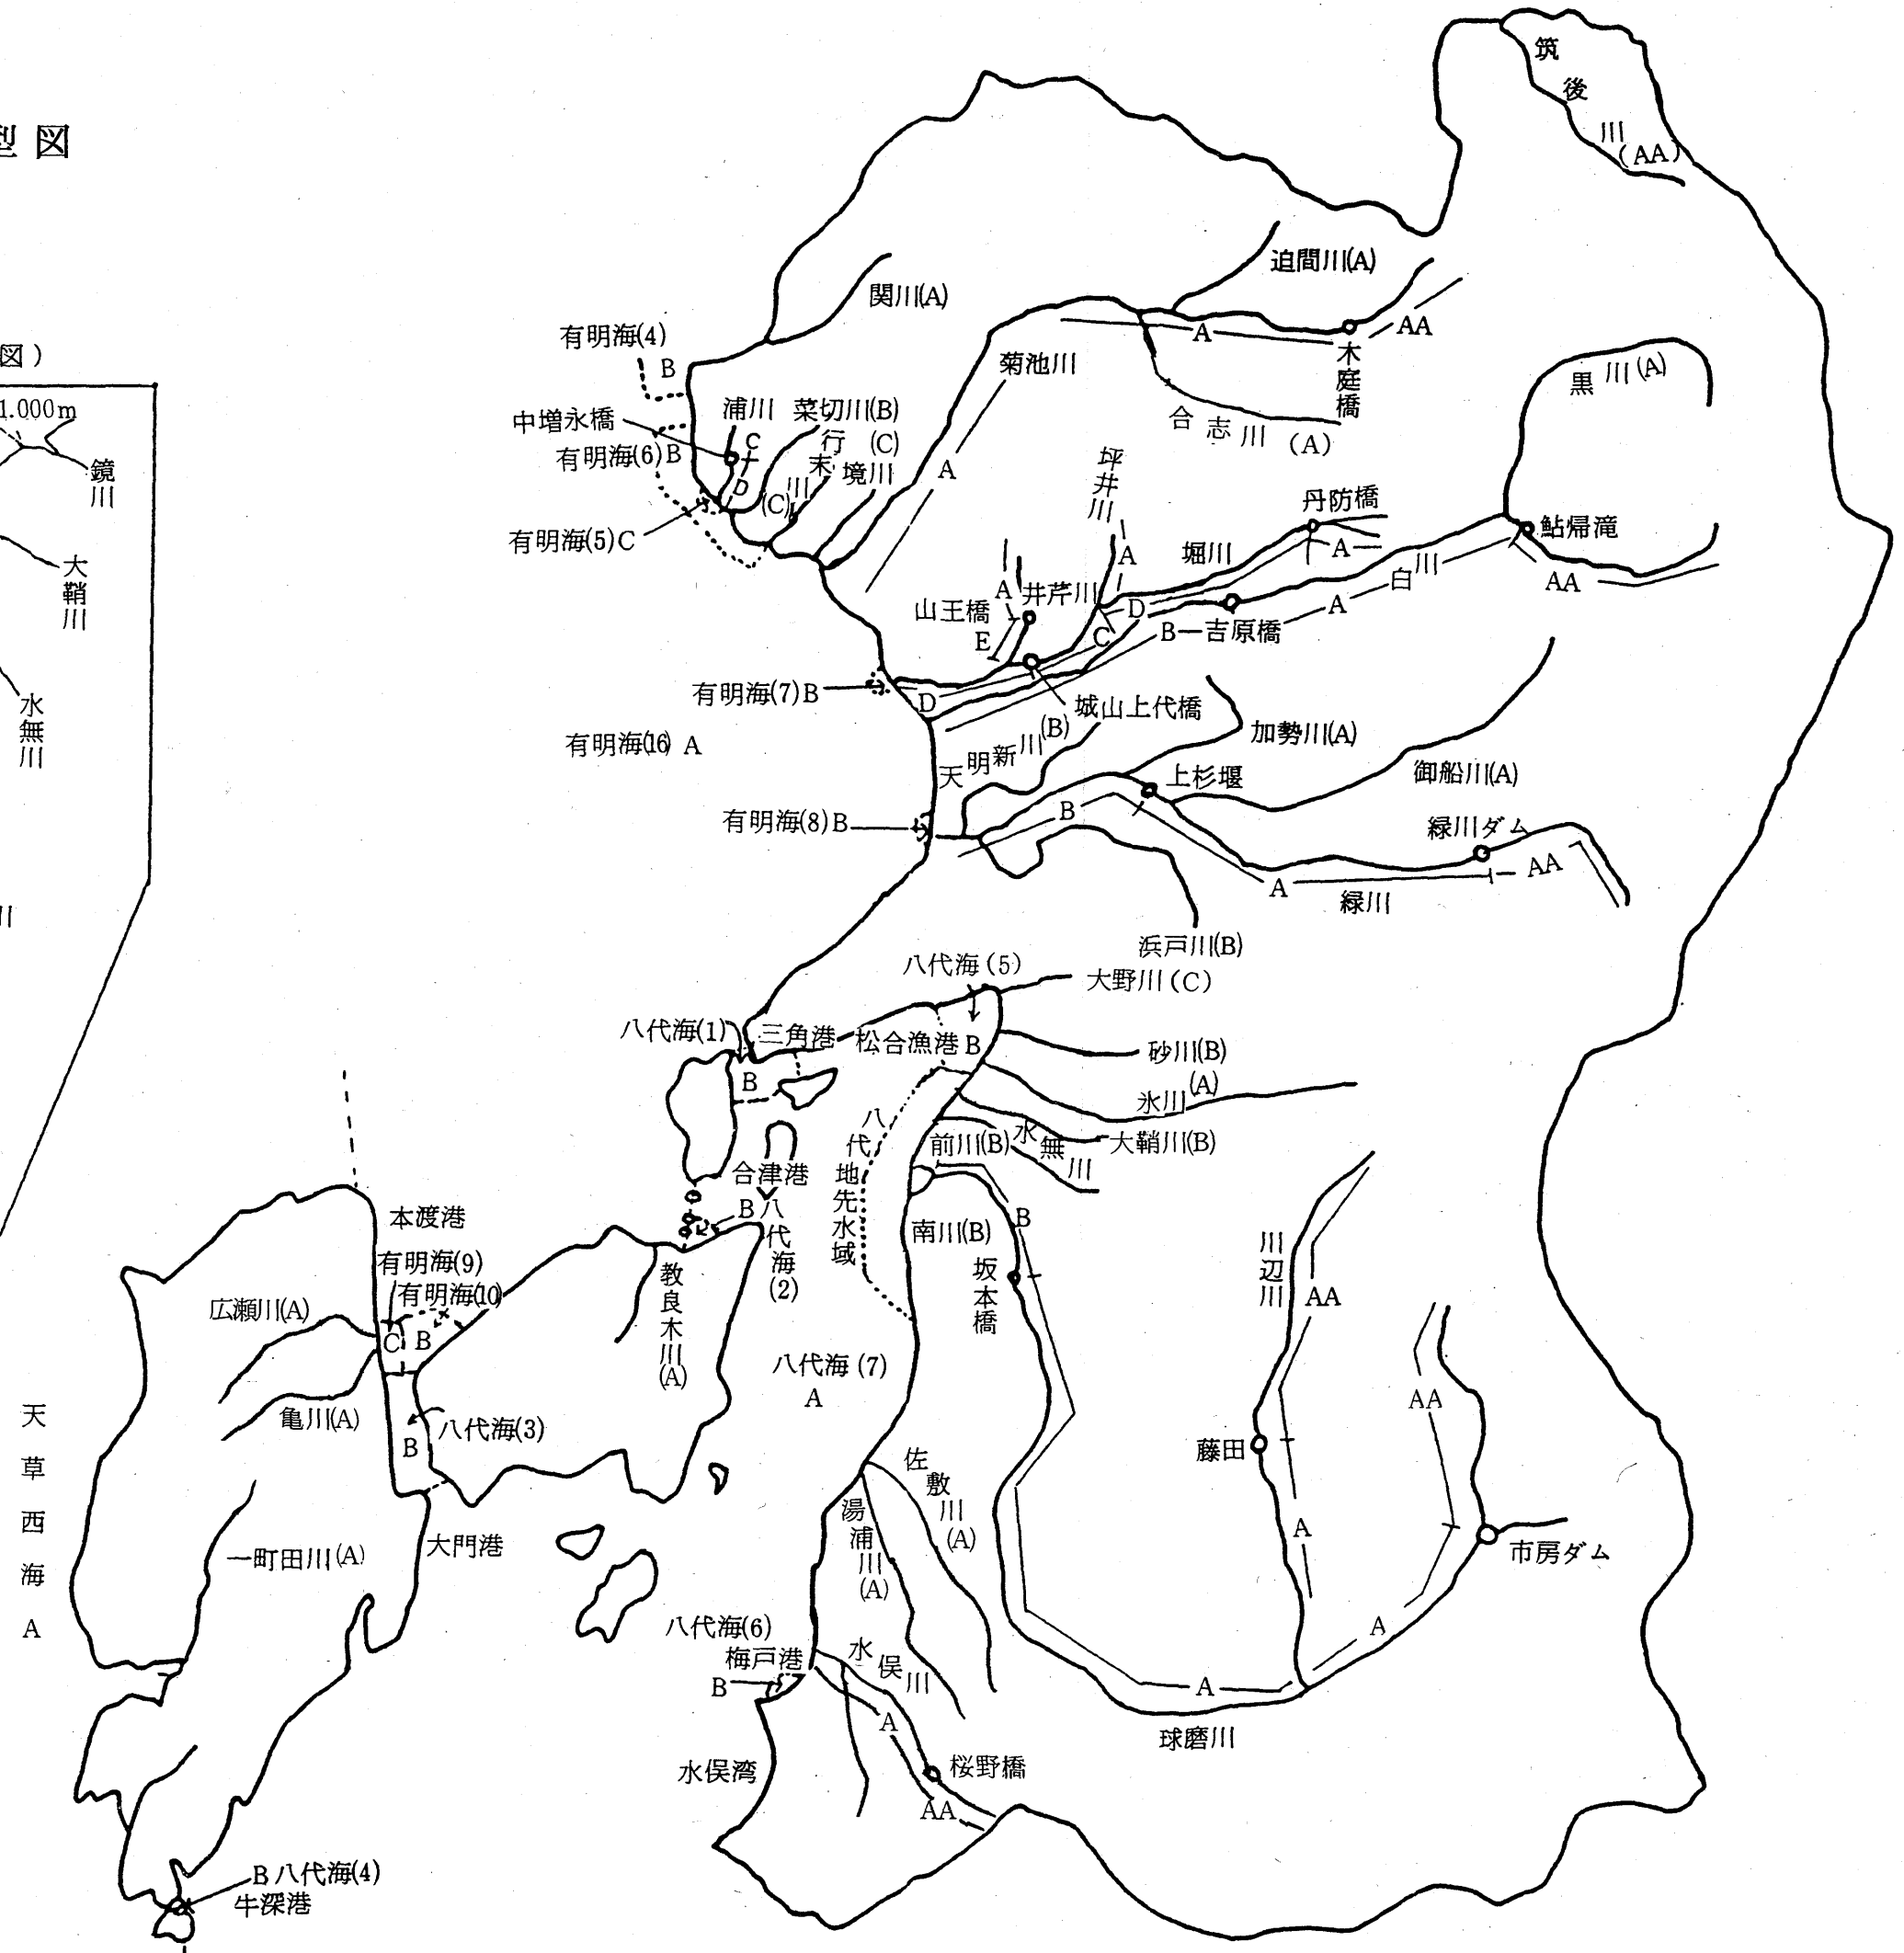 型図
図)
1.000m
鏡川
大鞘川
水無川
川
筑後川(AA)
迫間川(A)
関川(A)
有明海(4)
B
A
AA
木庭橋
菊池川
A
合志川(A)
黒川(A)
中増永橋
浦川
C
D
菜切川(B)
行末川(C)
(C)
境川
有明海(6)B
有明海(5)C
坪井川
A
丹防橋
A
堀川
鮎帰滝
AA
白川
A
井芹川
A
山王橋
E
D
C
B
吉原橋
有明海(7)B
D
城山上代橋
有明海(16) A
天明新川(B)
加勢川(A)
上杉堰
御船川(A)
有明海(8)B
B
緑川ダム
AA
A
緑川
浜戸川(B)
八代海(5)
大野川(C)
八代海(1)
三角港
松合漁港
B
B
砂川(B)
氷川(A)
大鞘川(B)
水無川
前川(B)
八代地先水域
合津港
B
八代海(2)
南川(B)
B
坂本橋
川辺川
AA
本渡港
有明海(9)
有明海(10)
広瀬川(A)
C
B
教良木川(A)
八代海(7)
A
AA
亀川(A)
八代海(3)
B
藤田
天草西海A
佐敷川(A)
湯浦川(A)
A
市房ダム
一町田川(A)
大門港
八代海(6)
梅戸港
B
水俣川
A
A
A
球磨川
水俣湾
桜野橋
AA
B八代海(4)
牛深港